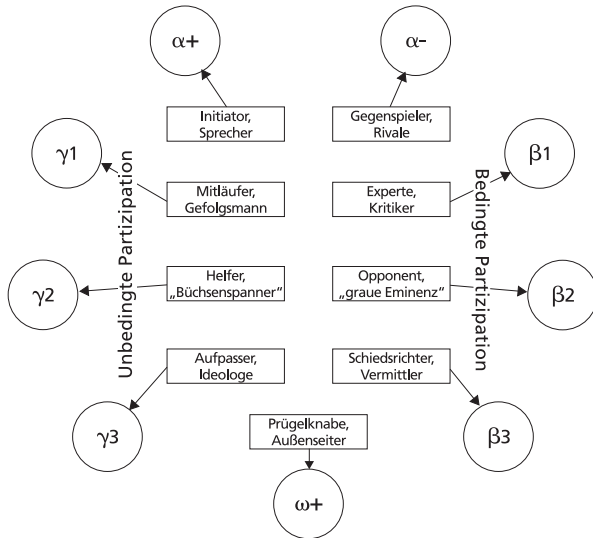 α+
α-
Initiator,
Sprecher
Gegenspieler,
Rivale
γ1
β1
Mitläufer,
Gefolgsmann
Experte,
Kritiker
Unbedingte Partizipation
Bedingte Partizipation
γ2
Helfer,
„Büchsenspanner“
Opponent,
„graue Eminenz“
β2
Aufpasser,
Ideologe
Schiedsrichter,
Vermittler
γ3
β3
Prügelknabe,
Außenseiter
ω+